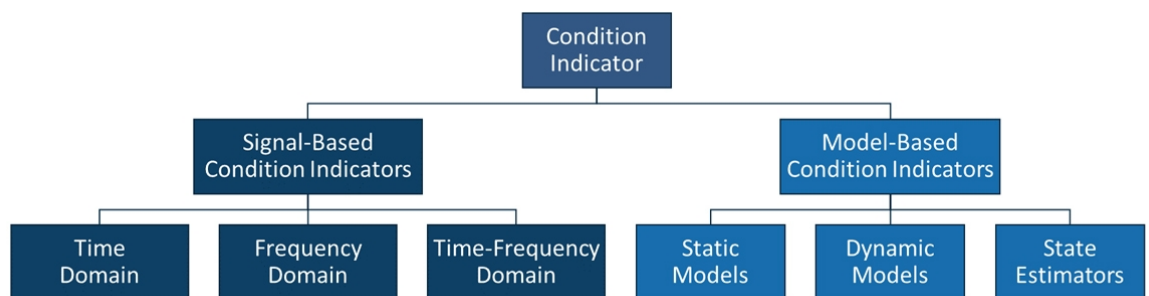 Condition
Indicator
Signal-Based
Condition Indicators
Model-Based
Condition Indicators
Time
Domain
Frequency
Domain
Time-Frequency
Domain
Static
Models
Dynamic
Models
State
Estimators